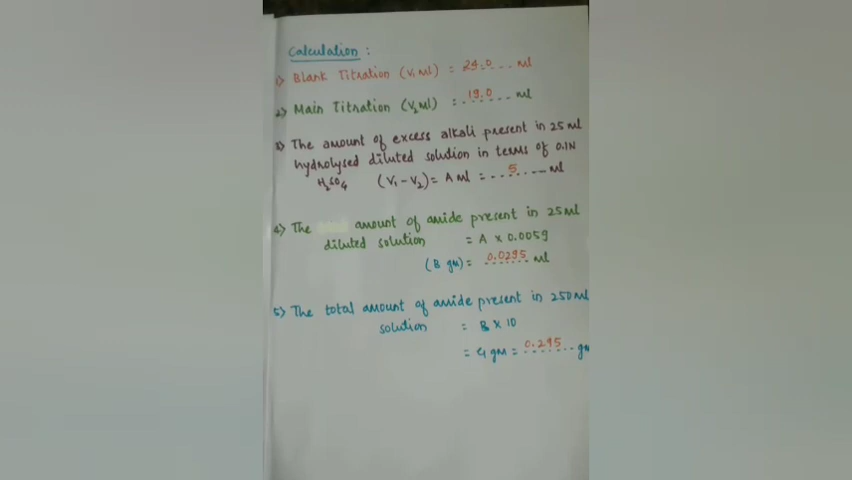 Calculation :
1) Blank Titration (V1 ml) = 24.0 ... ml
2) Main Titration (V2 ml) = 19.0 ... ml
3) The amount of excess alkali present in 25 ml
hydrolysed diluted solution in terms of 0.1N
H2SO4 (V1 - V2) = A ml = ...5...... ml
4) The amount of amide present in 25 ml
diluted solution = A x 0.0059
(B gm) = 0.0295 ml
5) The total amount of amide present in 250 ml
solution = B x 10
= gm = 0.295 ... gm